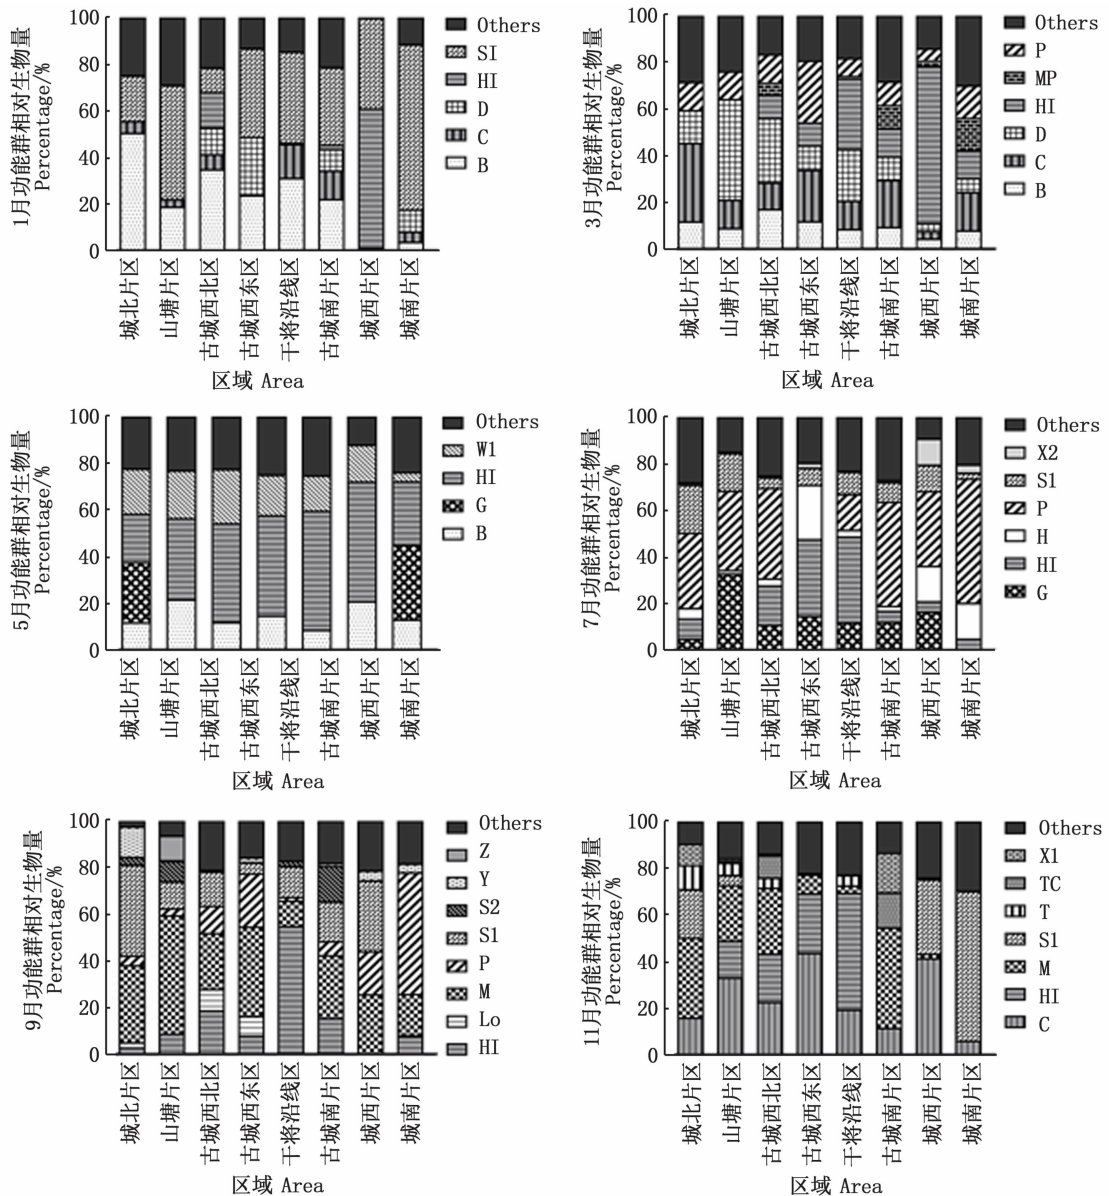 1月功能群相对生物量
Percentage/%
100
80
60
40
20
0
Others
SI
HI
D
C
B
城北片区
山塘片区
古城西北区
古城西东区
干将沿线区
古城南片区
城西片区
城南片区
区域 Area
3月功能群相对生物量
Percentage/%
100
80
60
40
20
0
Others
P
MP
HI
D
C
B
城北片区
山塘片区
古城西北区
古城西东区
干将沿线区
古城南片区
城西片区
城南片区
区域 Area
5月功能群相对生物量
Percentage/%
100
80
60
40
20
0
Others
W1
HI
G
B
城北片区
山塘片区
古城西北区
古城西东区
干将沿线区
古城南片区
城西片区
城南片区
区域 Area
7月功能群相对生物量
Percentage/%
100
80
60
40
20
0
Others
X2
S1
P
H
HI
G
城北片区
山塘片区
古城西北区
古城西东区
干将沿线区
古城南片区
城西片区
城南片区
区域 Area
9月功能群相对生物量
Percentage/%
100
80
60
40
20
0
Others
Z
Y
S2
S1
P
M
Lo
HI
城北片区
山塘片区
古城西北区
古城西东区
干将沿线区
古城南片区
城西片区
城南片区
区域 Area
11月功能群相对生物量
Percentage/%
100
80
60
40
20
0
Others
X1
TC
T
S1
M
HI
C
城北片区
山塘片区
古城西北区
古城西东区
干将沿线区
古城南片区
城西片区
城南片区
区域 Area